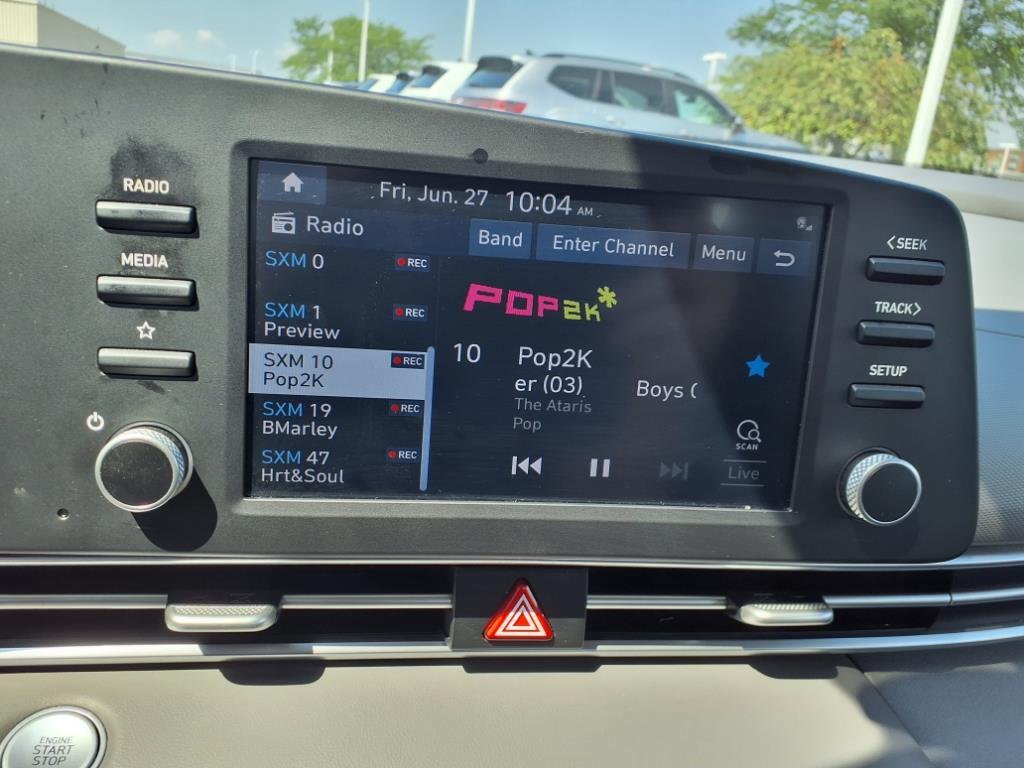 RADIO
MEDIA
Fri, Jun. 27 10:04 AM
Radio
Band
Enter Channel
Menu
SXM 0
REC
SXM 1
REC
Preview
SXM 10
REC
Pop2K
SXM 19
REC
BMarley
SXM 47
REC
Hrt&Soul
POP2K*
10 Pop2K
er (03) Boys (
The Ataris
Pop
SCAN
Live
<SEEK
TRACK>
SETUP
ENGINE
START
STOP